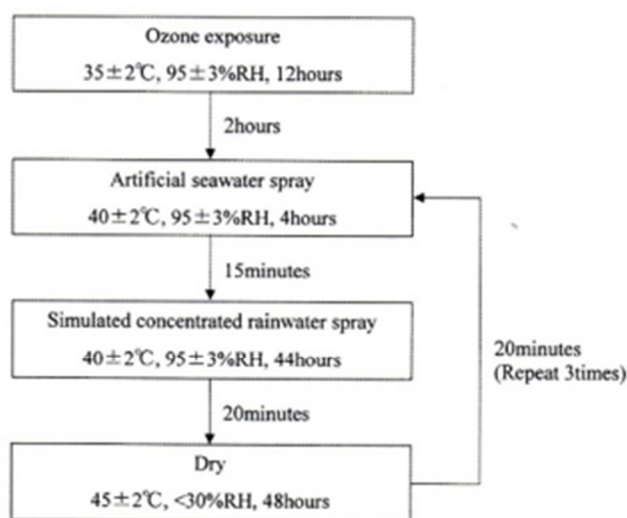 Ozone exposure
35±2℃, 95±3%RH, 12hours
2hours
Artificial seawater spray
40±2℃, 95±3%RH, 4hours
15minutes
Simulated concentrated rainwater spray
40±2℃, 95±3%RH, 44hours
20minutes
(Repeat 3times)
20minutes
Dry
45±2℃, <30%RH, 48hours